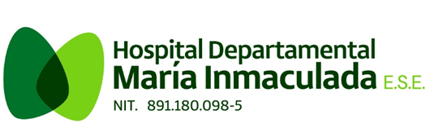 Hospital Departamental
María Inmaculada E.S.E.
NIT. 891.180.098-5